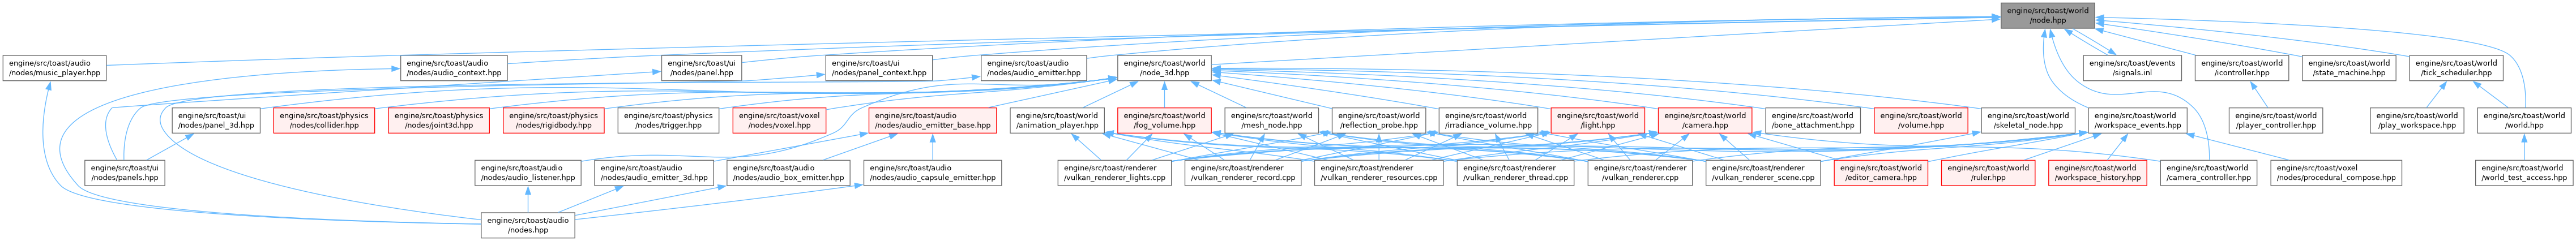 engine/src/toast/world
/node.hpp
engine/src/toast/audio
/nodes/music_player.hpp
engine/src/toast/audio
/nodes/audio_context.hpp
engine/src/toast/ui
/nodes/panel.hpp
engine/src/toast/ui
/nodes/panel_context.hpp
engine/src/toast/audio
/nodes/audio_emitter.hpp
engine/src/toast/world
/node_3d.hpp
engine/src/toast/events
/signals.inl
engine/src/toast/world
/icontroller.hpp
engine/src/toast/world
/state_machine.hpp
engine/src/toast/world
/tick_scheduler.hpp
engine/src/toast/ui
/nodes/panel_3d.hpp
engine/src/toast/physics
/nodes/collider.hpp
engine/src/toast/physics
/nodes/joint3d.hpp
engine/src/toast/physics
/nodes/rigidbody.hpp
engine/src/toast/physics
/nodes/trigger.hpp
engine/src/toast/voxel
/nodes/voxel.hpp
engine/src/toast/audio
/nodes/audio_emitter_base.hpp
engine/src/toast/world
/animation_player.hpp
engine/src/toast/world
/fog_volume.hpp
engine/src/toast/world
/mesh_node.hpp
engine/src/toast/world
/reflection_probe.hpp
engine/src/toast/world
/irradiance_volume.hpp
engine/src/toast/world
/light.hpp
engine/src/toast/world
/camera.hpp
engine/src/toast/world
/bone_attachment.hpp
engine/src/toast/world
/volume.hpp
engine/src/toast/world
/skeletal_node.hpp
engine/src/toast/world
/workspace_events.hpp
engine/src/toast/world
/player_controller.hpp
engine/src/toast/world
/play_workspace.hpp
engine/src/toast/world
/world.hpp
engine/src/toast/ui
/nodes/panels.hpp
engine/src/toast/audio
/nodes/audio_listener.hpp
engine/src/toast/audio
/nodes/audio_emitter_3d.hpp
engine/src/toast/audio
/nodes/audio_box_emitter.hpp
engine/src/toast/audio
/nodes/audio_capsule_emitter.hpp
engine/src/toast/renderer
/vulkan_renderer_lights.cpp
engine/src/toast/renderer
/vulkan_renderer_record.cpp
engine/src/toast/renderer
/vulkan_renderer_resources.cpp
engine/src/toast/renderer
/vulkan_renderer_thread.cpp
engine/src/toast/renderer
/vulkan_renderer.cpp
engine/src/toast/renderer
/vulkan_renderer_scene.cpp
engine/src/toast/world
/editor_camera.hpp
engine/src/toast/world
/ruler.hpp
engine/src/toast/world
/workspace_history.hpp
engine/src/toast/world
/camera_controller.hpp
engine/src/toast/voxel
/nodes/procedural_compose.hpp
engine/src/toast/world
/world_test_access.hpp
engine/src/toast/audio
/nodes.hpp